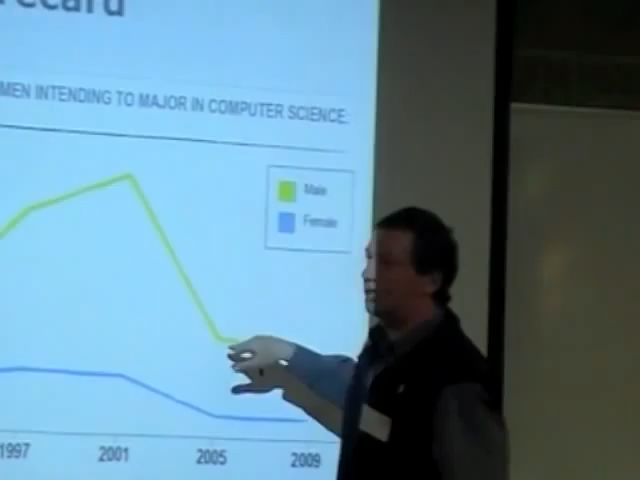 MEN INTENDING TO MAJOR IN COMPUTER SCIENCE.
Male
Female
1997
2001
2005
2009